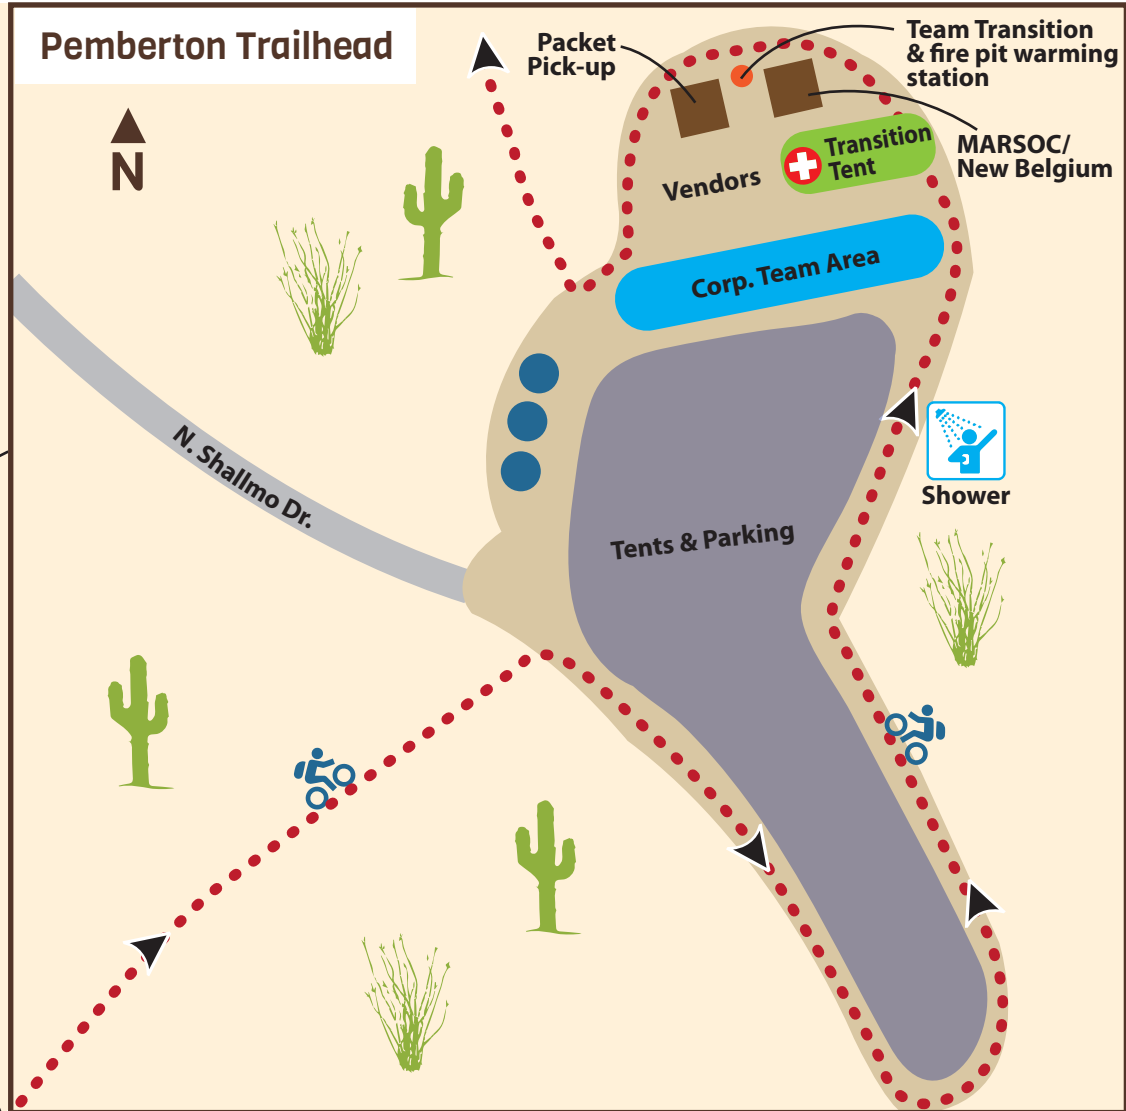 Pemberton Trailhead
N
Packet
Pick-up
Team Transition
& fire pit warming
station
MARSOC/
New Belgium
Transition
Tent
Vendors
Corp. Team Area
N. Shallmo Dr.
Shower
Tents & Parking